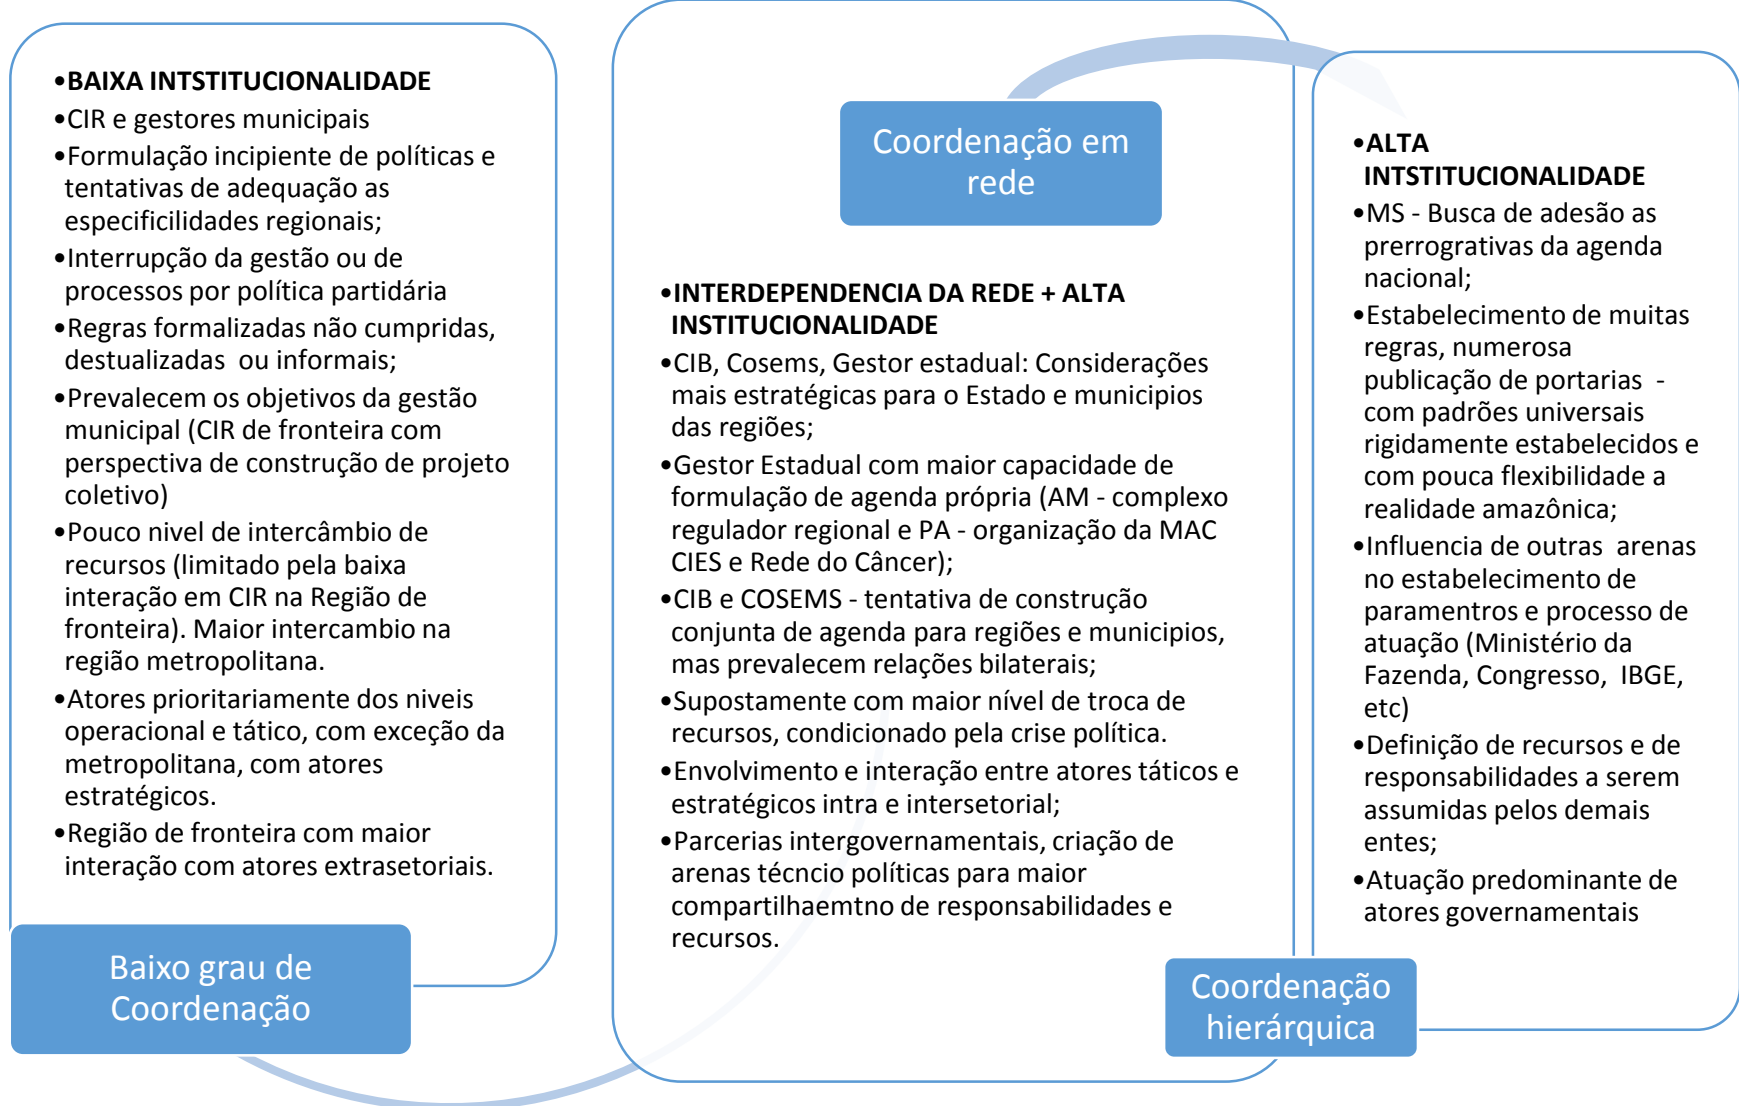 •BAIXA INTSTITUCIONALIDADE
•CIR e gestores municipais
•Formulação incipiente de políticas e
tentativas de adequação as
especificilidades regionais;
•Interrupção da gestão ou de
processos por política partidária
•Regras formalizadas não cumpridas,
destualizadas ou informais;
•Prevalecem os objetivos da gestão
municipal (CIR de fronteira com
perspectiva de construção de projeto
coletivo)
•Pouco nivel de intercâmbio de
recursos (limitado pela baixa
interação em CIR na Região de
fronteira). Maior intercambio na
região metropolitana.
•Atores prioritariamente dos niveis
operacional e tático, com exceção da
metropolitana, com atores
estratégicos.
•Região de fronteira com maior
interação com atores extrasetoriais.
Baixo grau de
Coordenação
Coordenação em
rede
•INTERDEPENDENCIA DA REDE + ALTA
INSTITUCIONALIDADE
•CIB, Cosems, Gestor estadual: Considerações
mais estratégicas para o Estado e municipios
das regiões;
•Gestor Estadual com maior capacidade de
formulação de agenda própria (AM - complexo
regulador regional e PA - organização da MAC
CIES e Rede do Câncer);
•CIB e COSEMS - tentativa de construção
conjunta de agenda para regiões e municipios,
mas prevalecem relações bilaterais;
•Supostamente com maior nível de troca de
recursos, condicionado pela crise política.
•Envolvimento e interação entre atores táticos e
estratégicos intra e intersetorial;
•Parcerias intergovernamentais, criação de
arenas técncio políticas para maior
compartilhaemtno de responsabilidades e
recursos.
•ALTA
INTSTITUCIONALIDADE
•MS - Busca de adesão as
prerrogrativas da agenda
nacional;
•Estabelecimento de muitas
regras, numerosa
publicação de portarias -
com padrões universais
rigidamente estabelecidos e
com pouca flexibilidade a
realidade amazônica;
•Influencia de outras arenas
no estabelecimento de
paramentros e processo de
atuação (Ministério da
Fazenda, Congresso, IBGE,
etc)
•Definição de recursos e de
responsabilidades a serem
assumidas pelos demais
entes;
•Atuação predominante de
atores governamentais
Coordenação
hierárquica